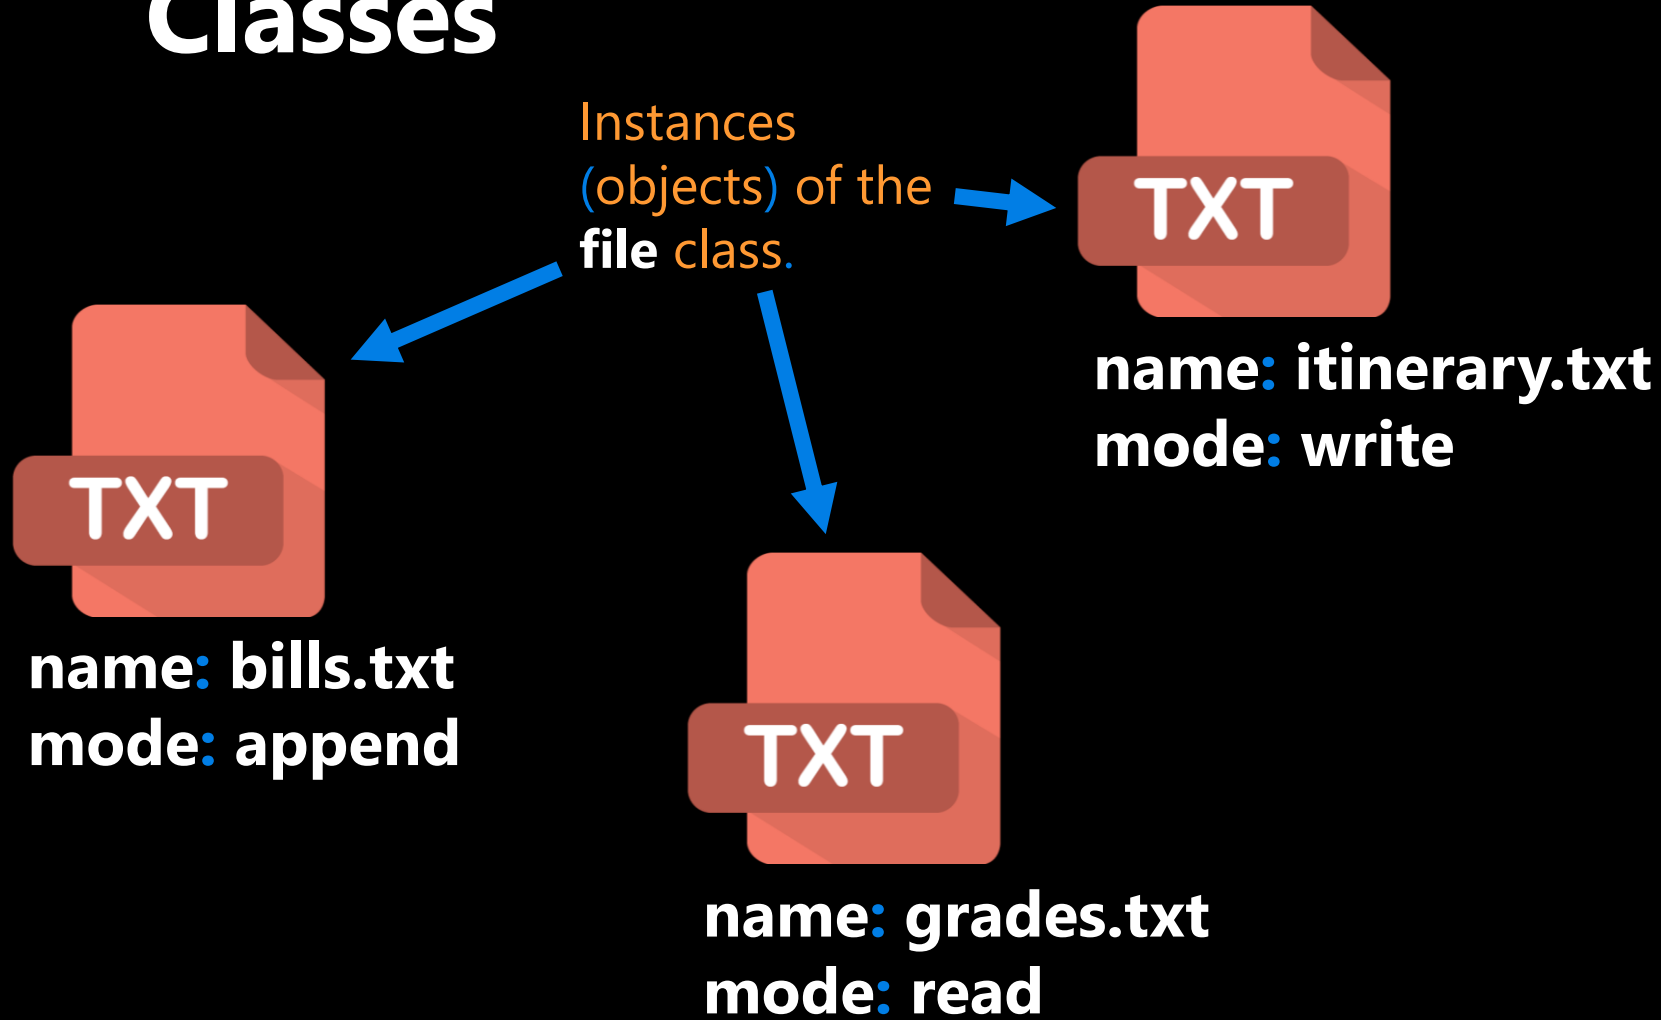 Classes
Instances
(objects) of the
file class.
TXT
name: itinerary.txt
mode: write
TXT
name: bills.txt
mode: append
TXT
name: grades.txt
mode: read